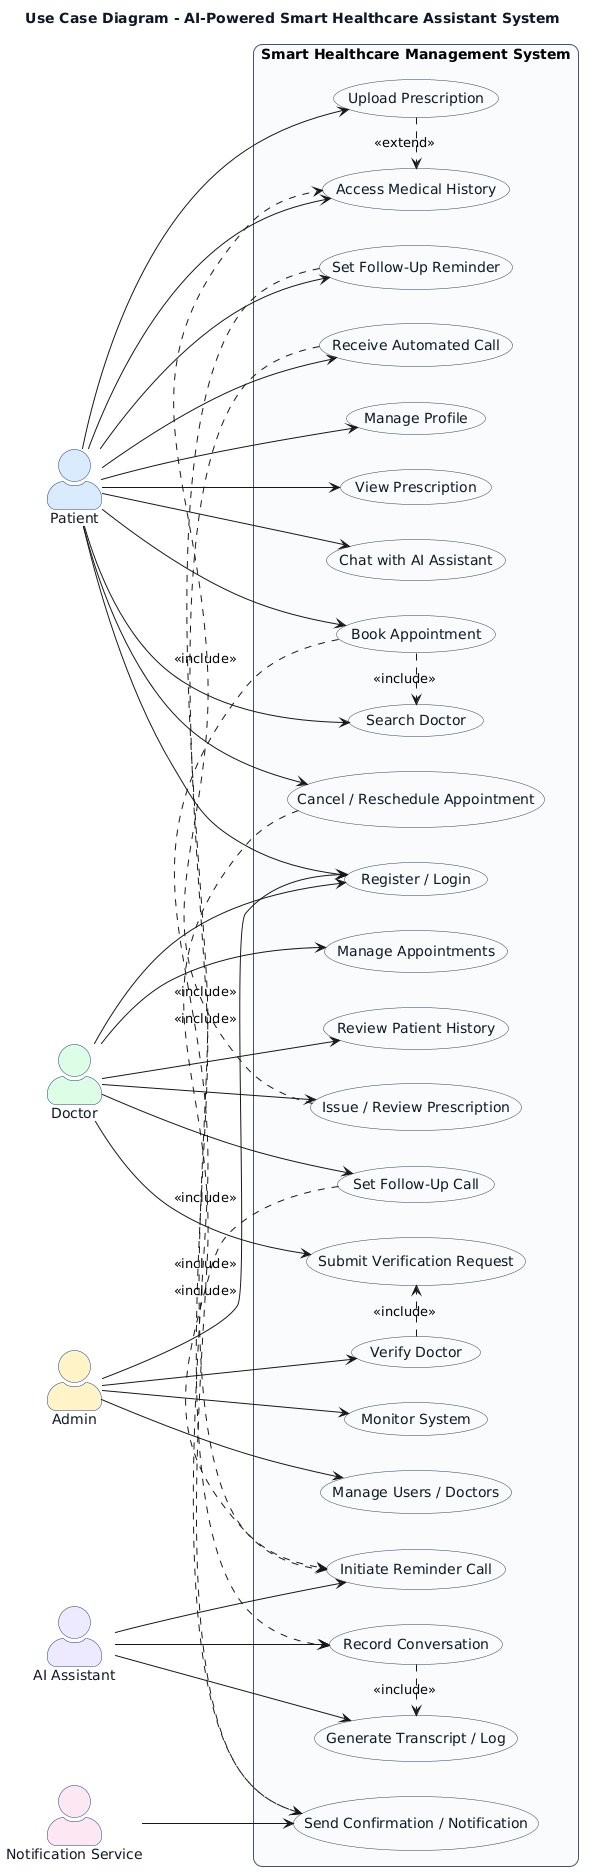 Use Case Diagram - AI-Powered Smart Healthcare Assistant System
Smart Healthcare Management System
Upload Prescription
«extend»
Access Medical History
Set Follow-Up Reminder
Receive Automated Call
Manage Profile
Patient
View Prescription
Chat with AI Assistant
Book Appointment
«include»
«include»
Search Doctor
Cancel / Reschedule Appointment
Register / Login
Manage Appointments
«include»
«include»
Review Patient History
Doctor
Issue / Review Prescription
Set Follow-Up Call
«include»
Submit Verification Request
«include»
«include»
«include»
Verify Doctor
Admin
Monitor System
Manage Users / Doctors
Initiate Reminder Call
AI Assistant
Record Conversation
«include»
Generate Transcript / Log
Notification Service
Send Confirmation / Notification